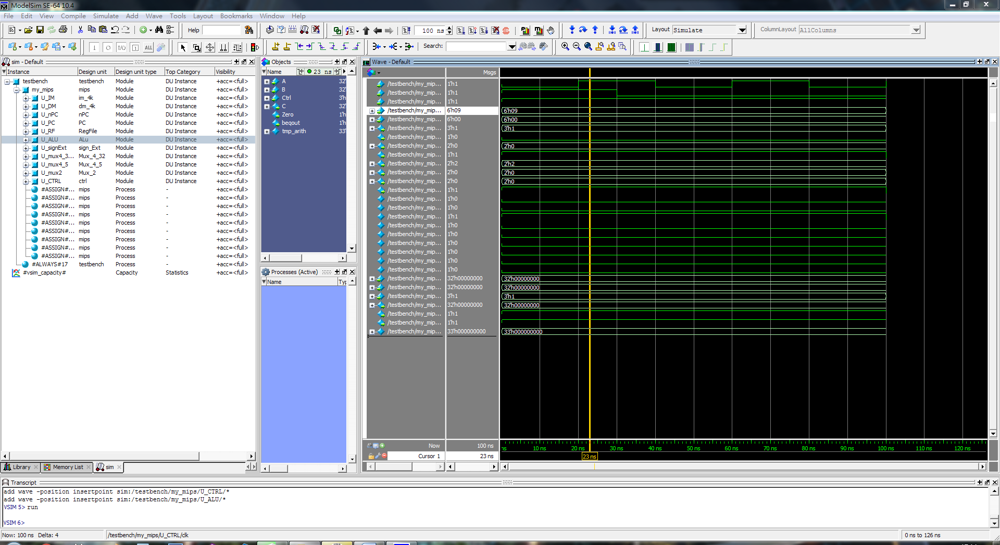 ModelSim SE-64 10.4
File Edit View Compile Simulate Add Wave Tools Layout Bookmarks Window Help
Help
100 ns
Layout Simulate
ColumnLayout AllColumns
Search:
sim - Default
Instance Design unit Design unit type Top Category Visibility
testbench testbench Module DU Instance +acc=<full>
my_mips mips Module DU Instance +acc=<full>
U_IM im_4k Module DU Instance +acc=<full>
U_DM dm_4k Module DU Instance +acc=<full>
U_nPC nPC Module DU Instance +acc=<full>
U_PC PC Module DU Instance +acc=<full>
U_RF RegFile Module DU Instance +acc=<full>
U_ALU ALu Module DU Instance +acc=<full>
U_signExt sign_Ext Module DU Instance +acc=<full>
U_mux4_3... Mux_4_32 Module DU Instance +acc=<full>
U_mux4_5 Mux_4_5 Module DU Instance +acc=<full>
U_mux2 Mux_2 Module DU Instance +acc=<full>
U_CTRL ctrl Module DU Instance +acc=<full>
#ASSIGN#... mips Process - +acc=<full>
#ASSIGN#... mips Process - +acc=<full>
#ASSIGN#... mips Process - +acc=<full>
#ASSIGN#... mips Process - +acc=<full>
#ASSIGN#... mips Process - +acc=<full>
#ASSIGN#... mips Process - +acc=<full>
#ASSIGN#... mips Process - +acc=<full>
#ASSIGN#... mips Process - +acc=<full>
#ASSIGN#... mips Process - +acc=<full>
#ALWAYS#17 testbench Process - +acc=<full>
#vsim_capacity# Capacity Statistics +acc=<full>
Library Memory List sim
Objects
Name 23 ns
A 32'
B 32'
Ctrl 3'h
C 32'
Zero 1'h
beqout 1'h
tmp_arith 33'
Processes (Active)
Name Typ
Wave - Default
Msgs
/testbench/my_mip... 1'h1
/testbench/my_mip... 1'h1
/testbench/my_mip... 1'h1
/testbench/my_mip... 6'h09 6'h09
/testbench/my_mip... 6'h00 6'h00
/testbench/my_mip... 3'h1 3'h1
/testbench/my_mip... 1'h0
/testbench/my_mip... 2'h0 2'h0
/testbench/my_mip... 1'h1
/testbench/my_mip... 2'h2 2'h2
/testbench/my_mip... 2'h0 2'h0
/testbench/my_mip... 2'h0 2'h0
/testbench/my_mip... 1'h1
/testbench/my_mip... 1'h0
/testbench/my_mip... 1'h0
/testbench/my_mip... 1'h1
/testbench/my_mip... 1'h0
/testbench/my_mip... 1'h0
/testbench/my_mip... 1'h0
/testbench/my_mip... 1'h0
/testbench/my_mip... 1'h0
/testbench/my_mip... 1'h0
/testbench/my_mip... 32'h00000000 32'h00000000
/testbench/my_mip... 32'h00000000 32'h00000000
/testbench/my_mip... 3'h1 3'h1
/testbench/my_mip... 32'h00000000 32'h00000000
/testbench/my_mip... 1'h1
/testbench/my_mip... 1'h1
/testbench/my_mip... 33'h000000000 33'h000000000
Now 100 ns
ns 10 ns 20 ns 30 ns 40 ns 50 ns 60 ns 70 ns 80 ns 90 ns 100 ns 110 ns 120 ns
Cursor 1 23 ns
23 ns
Transcript
add wave -position insertpoint sim:/testbench/my_mips/U_CTRL/*
add wave -position insertpoint sim:/testbench/my_mips/U_ALU/*
VSIM 5> run
VSIM 6>
Now: 100 ns Delta: 4
/testbench/my_mips/U_CTRL/clk
0 ns to 126 ns